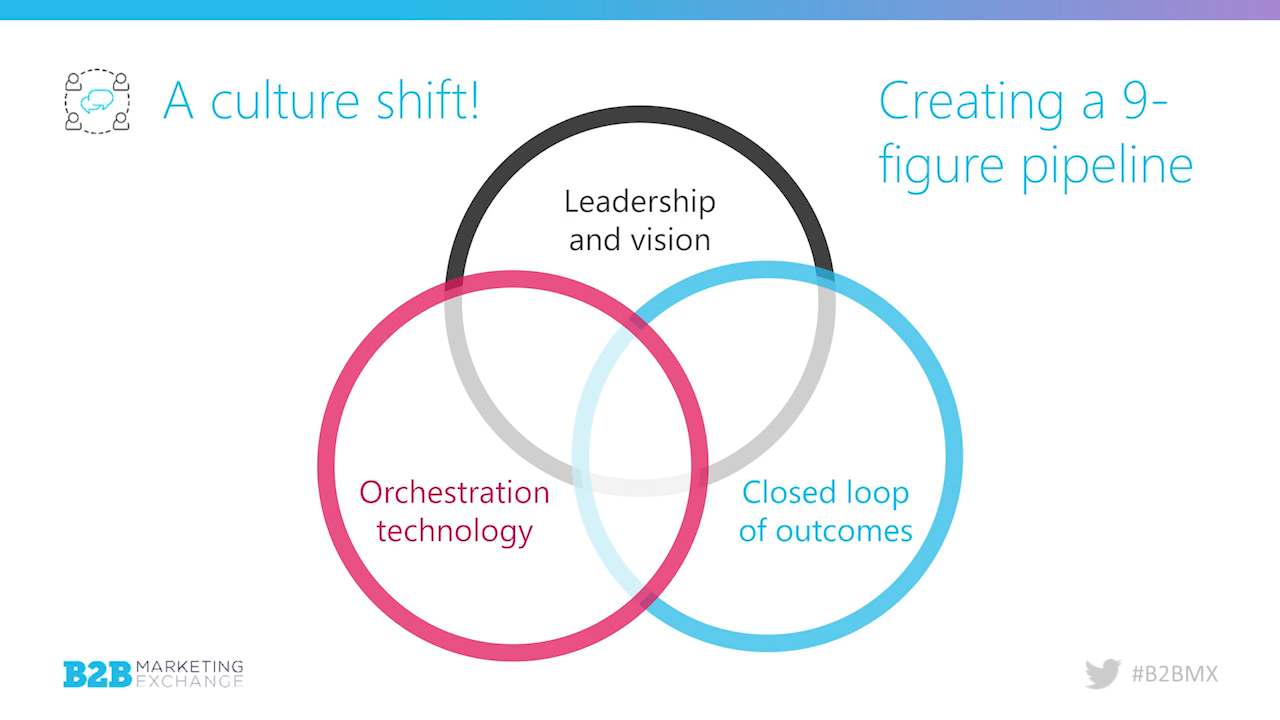 A culture shift!
Creating a 9-
figure pipeline
Leadership
and vision
Orchestration
technology
Closed loop
of outcomes
B2B MARKETING
EXCHANGE
#B2BMX